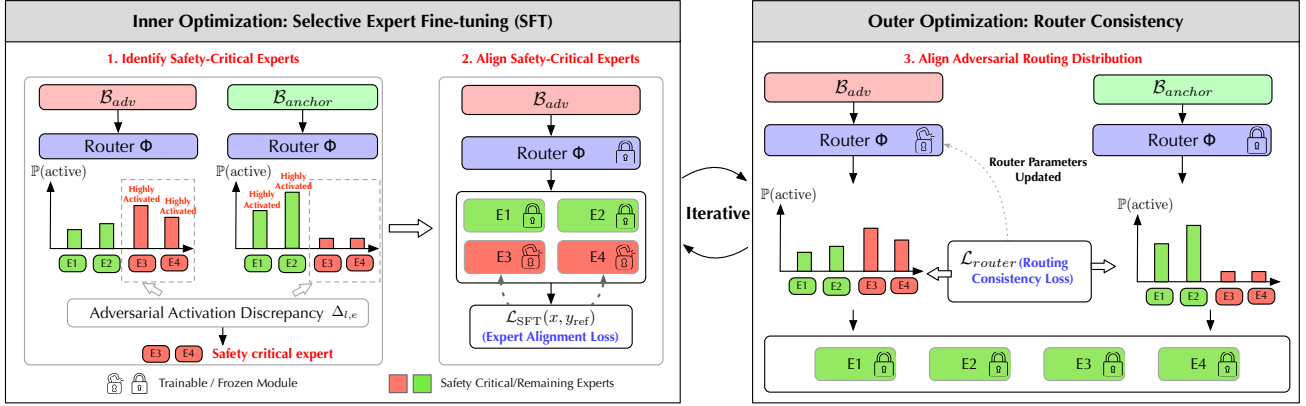 Inner Optimization: Selective Expert Fine-tuning (SFT)
1. Identify Safety-Critical Experts
B_adv
B_anchor
Router Φ
Router Φ
ℙ(active)
Highly
Activated
Highly
Activated
E1
E2
E3
E4
ℙ(active)
Highly Activated
Highly
Activated
E1
E2
E3
E4
Adversarial Activation Discrepancy Δ_{l,e}
E3
E4
Safety critical expert
2. Align Safety-Critical Experts
B_adv
Router Φ
E1
E2
E3
E4
L_SFT(x, y_ref)
(Expert Alignment Loss)
Trainable / Frozen Module
Safety Critical/Remaining Experts
Iterative
Outer Optimization: Router Consistency
3. Align Adversarial Routing Distribution
B_adv
B_anchor
Router Φ
Router Φ
Router Parameters
Updated
ℙ(active)
E1
E2
E3
E4
L_router (Routing
Consistency Loss)
ℙ(active)
E1
E2
E3
E4
E1
E2
E3
E4